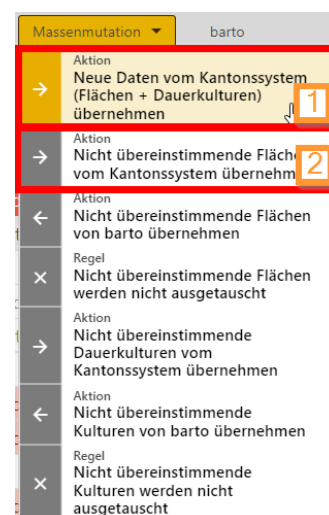 Massenmutation barto
Aktion
Neue Daten vom Kantonssystem
(Flächen + Dauerkulturen)
übernehmen
1
Aktion
Nicht übereinstimmende
vom Kantonssystem
2
Aktion
Nicht übereinstimmende Flächen
von barto übernehmen
Regel
Nicht übereinstimmende Flächen
werden nicht ausgetauscht
Aktion
Nicht übereinstimmende
Dauerkulturen vom
Kantonssystem übernehmen
Aktion
Nicht übereinstimmende
Kulturen von barto übernehmen
Regel
Nicht übereinstimmende
Kulturen werden nicht
ausgetauscht